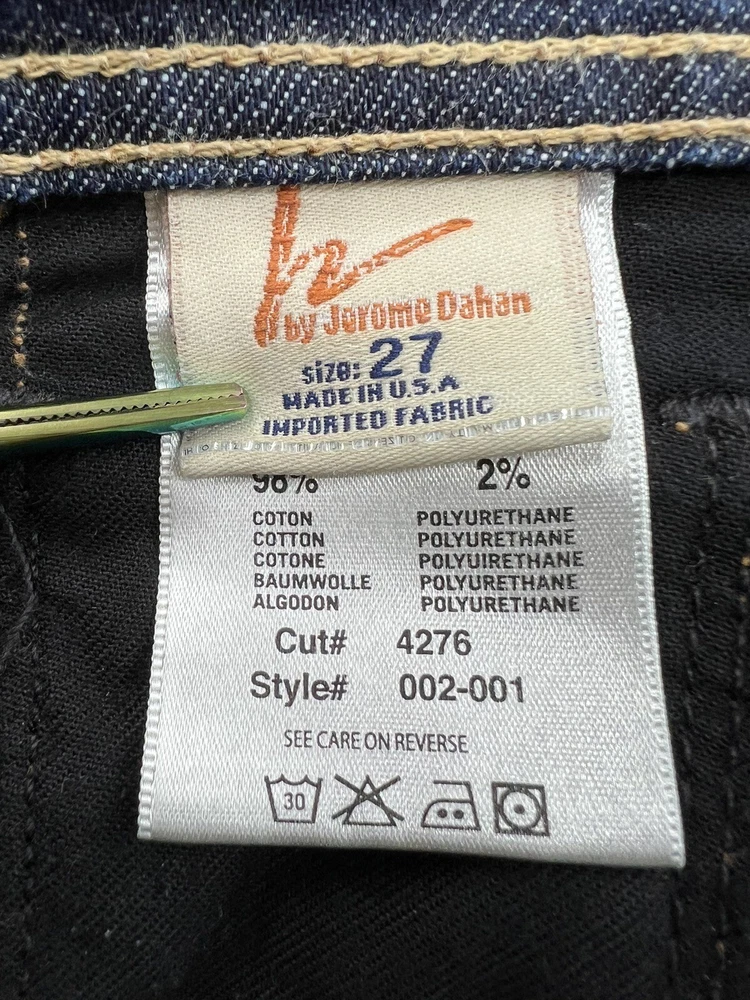 by Jerome Dahan
size: 27
MADE IN U.S.A
IMPORTED FABRIC
98% 2%
COTON POLYURETHANE
COTTON POLYURETHANE
COTONE POLYUIRETHANE
BAUMWOLLE POLYURETHANE
ALGODON POLYURETHANE
Cut# 4276
Style# 002-001
SEE CARE ON REVERSE
30